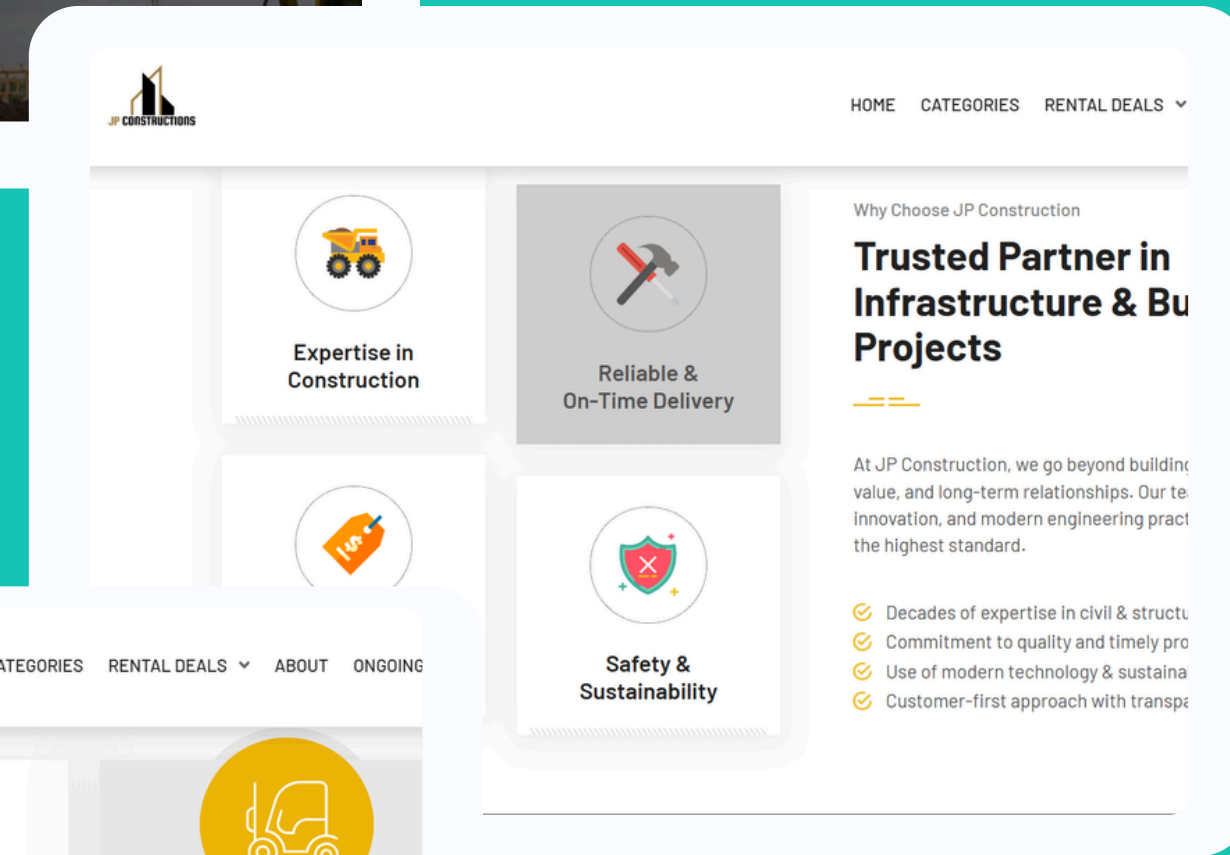 JP CONSTRUCTIONS
HOME CATEGORIES RENTAL DEALS
Expertise in
Construction
Reliable &
On-Time Delivery
Safety &
Sustainability
Why Choose JP Construction
Trusted Partner in
Infrastructure & Bu
Projects
At JP Construction, we go beyond building
value, and long-term relationships. Our te
innovation, and modern engineering pract
the highest standard.
Decades of expertise in civil & structu
Commitment to quality and timely pro
Use of modern technology & sustaina
Customer-first approach with transpa
ATEGORIES RENTAL DEALS ABOUT ONGOING